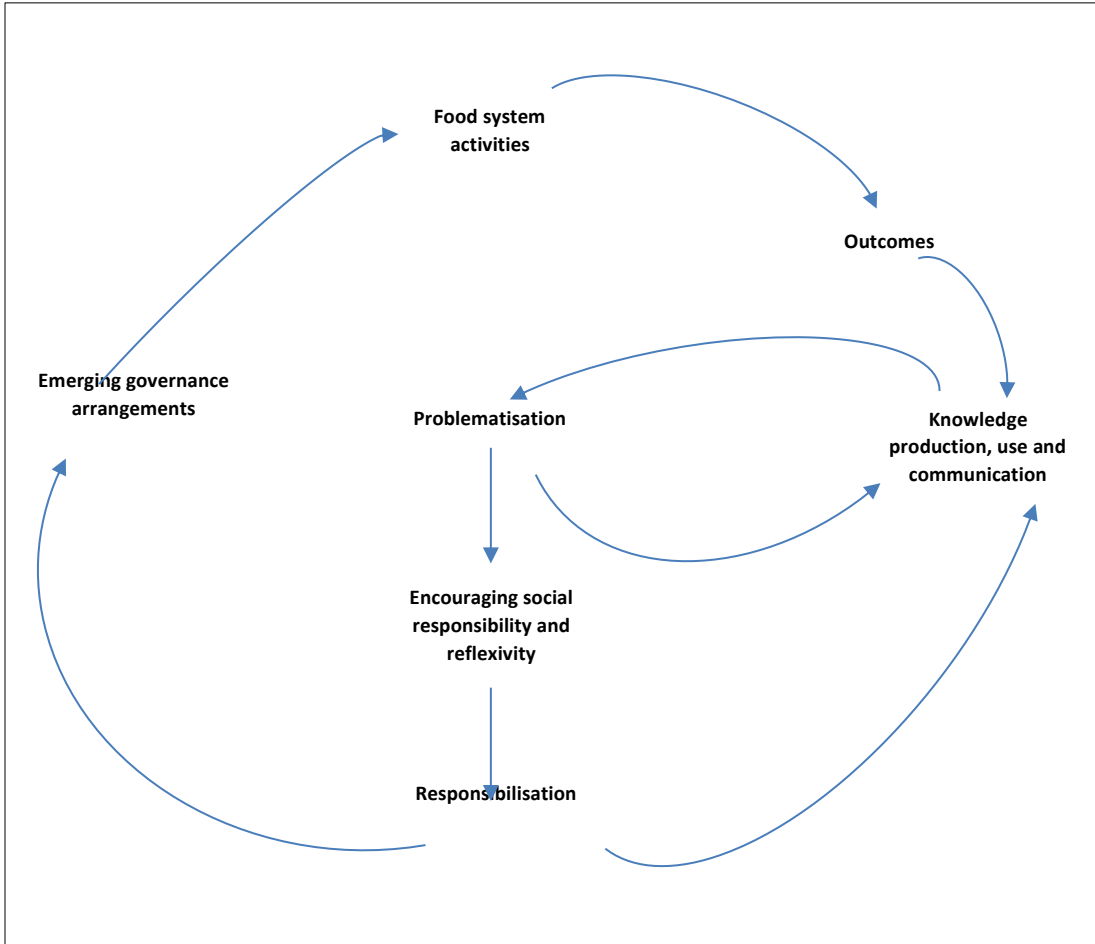 Food system
activities
Outcomes
Emerging governance
arrangements
Problematisation
Knowledge
production, use and
communication
Encouraging social
responsibility and
reflexivity
Responsibilisation